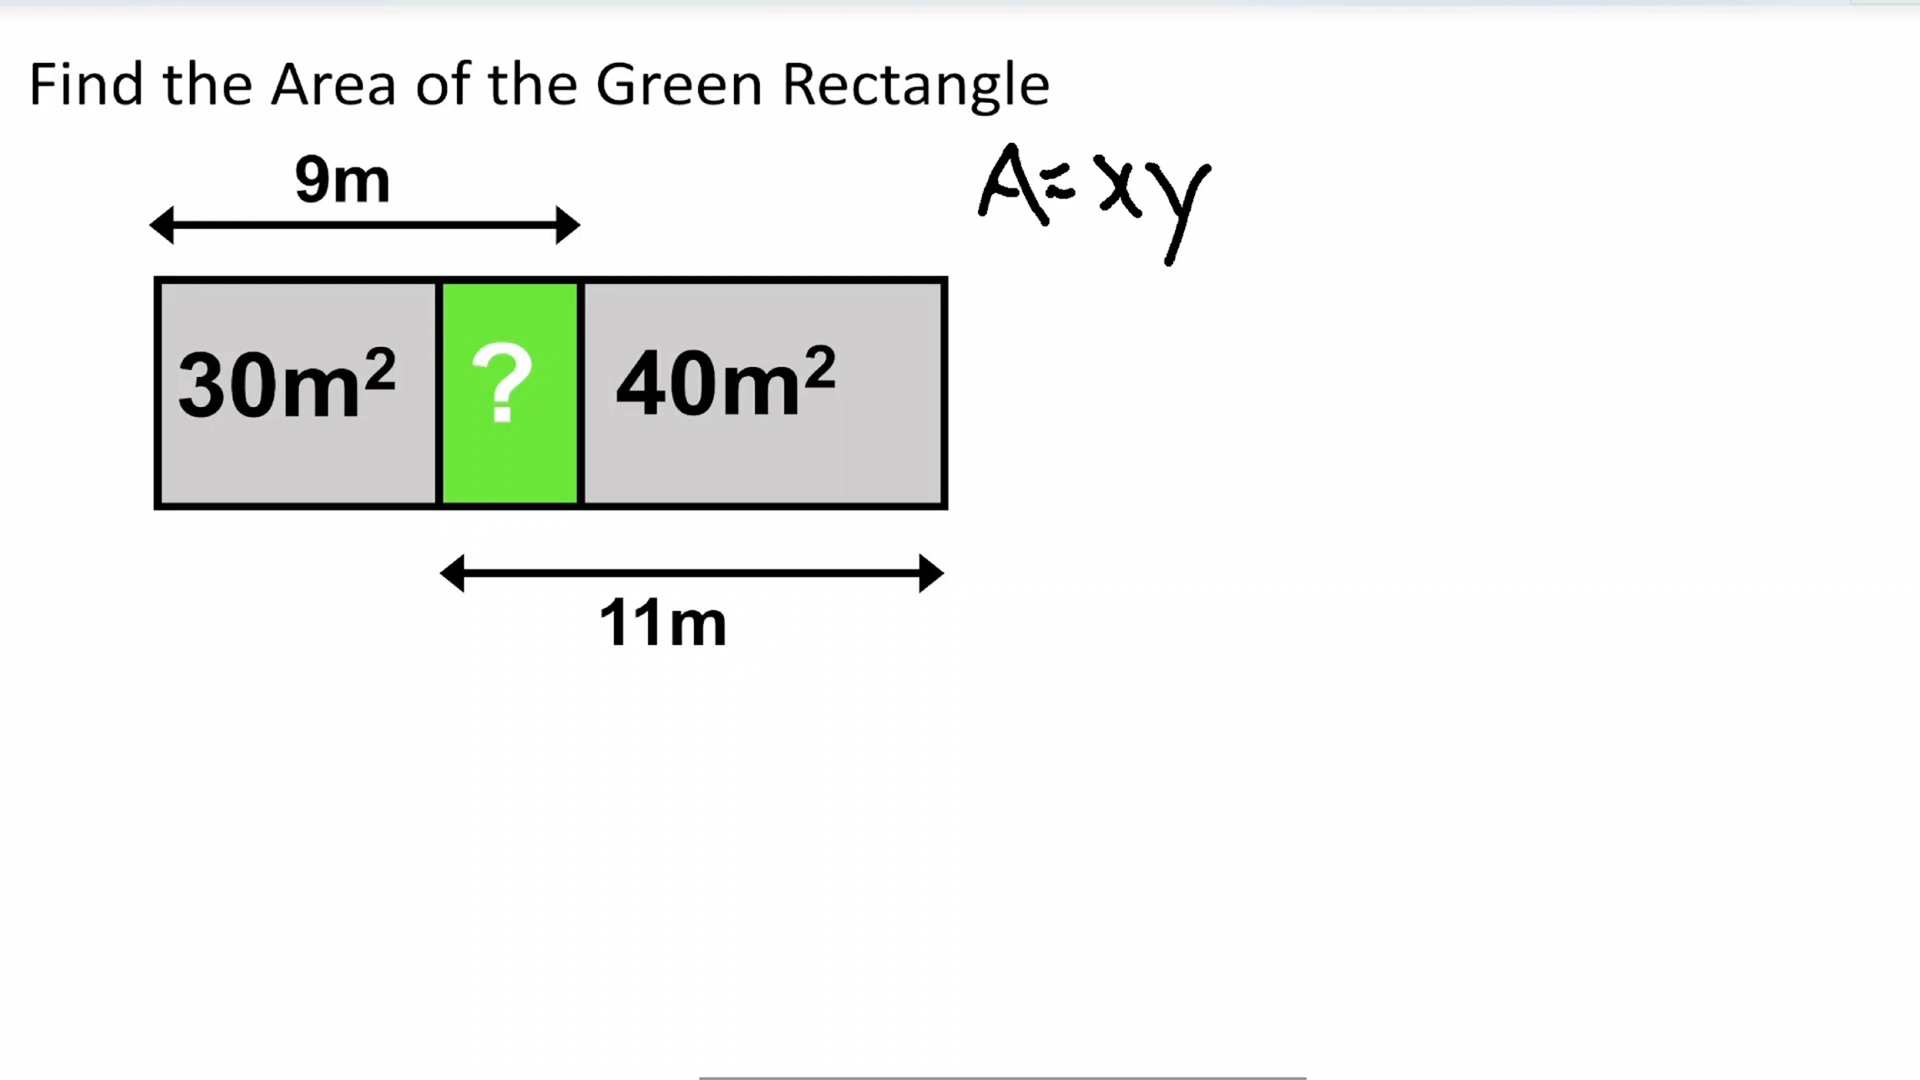 Find the Area of the Green Rectangle
9m
A=xy
30m² ? 40m²
11m